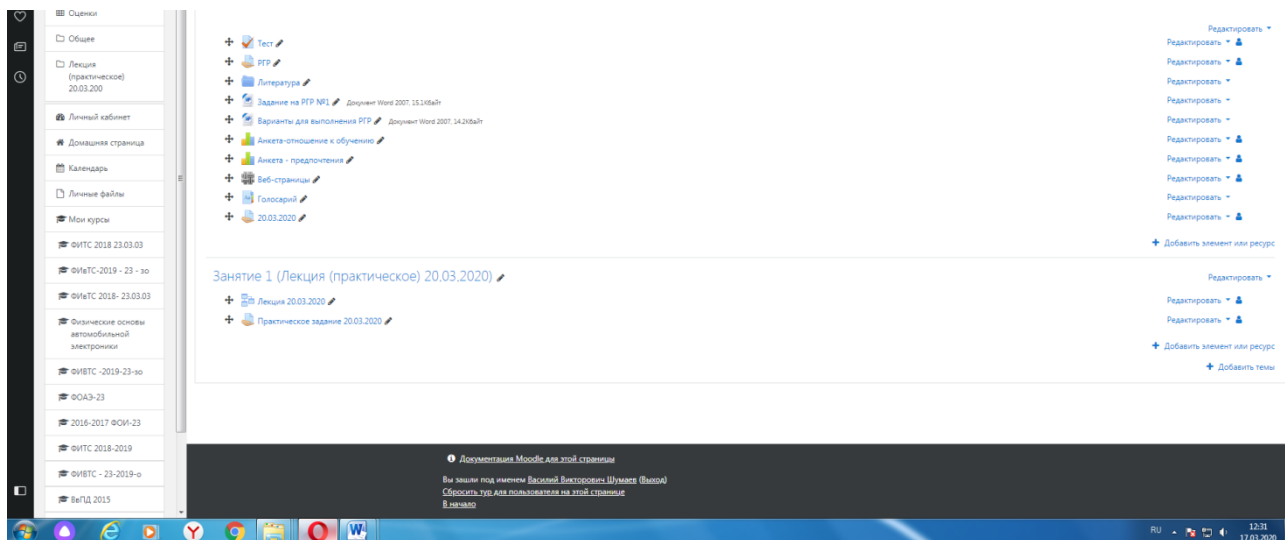 Оценки
Общее
Лекция
(практическое)
20.03.200
Личный кабинет
Домашняя страница
Календарь
Личные файлы
Мои курсы
ФИТС 2018 23.03.03
ФИвТС-2019 - 23 - зо
ФИвТС 2018- 23.03.03
Физические основы
автомобильной
электроники
ФИВТС -2019-23-зо
ФОАЭ-23
2016-2017 ФОИ-23
ФИТС 2018-2019
ФИВТС - 23-2019-о
ВвПД 2015
Редактировать
Тест Редактировать
РГР Редактировать
Литература Редактировать
Задание на РГР №1 Документ Word 2007, 15.1Кбайт Редактировать
Варианты для выполнения РГР Документ Word 2007, 14.2Кбайт Редактировать
Анкета-отношение к обучению Редактировать
Анкета - предпочтения Редактировать
Веб-страницы Редактировать
Голосарий Редактировать
20.03.2020 Редактировать
Добавить элемент или ресурс
Занятие 1 (Лекция (практическое) 20.03.2020) Редактировать
Лекция 20.03.2020 Редактировать
Практическое задание 20.03.2020 Редактировать
Добавить элемент или ресурс
Добавить темы
Документация Moodle для этой страницы
Вы зашли под именем Василий Викторович Шумаев (Выход)
Сбросить тур для пользователя на этой странице
В начало
RU 12:31
17.03.2020